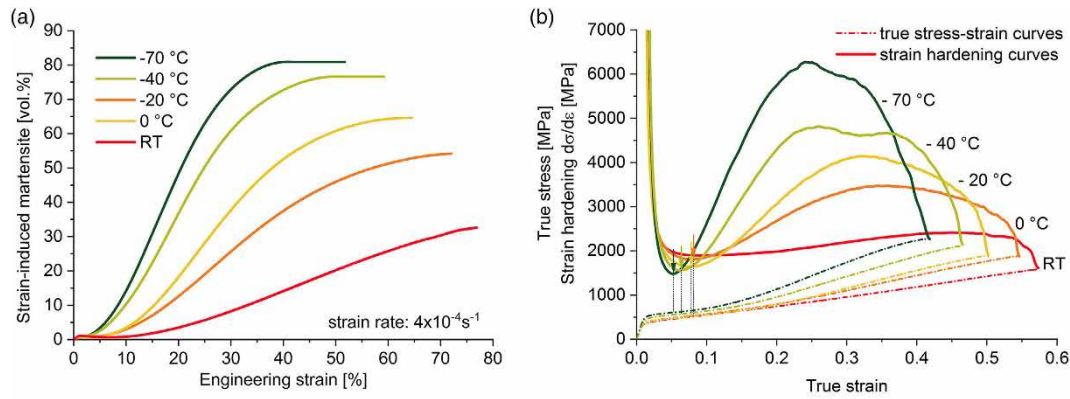 (a)
90
80
70
60
50
40
30
20
10
0
Strain-induced martensite [vol.%]
-70 °C
-40 °C
-20 °C
0 °C
RT
strain rate: 4x10⁻⁴s⁻¹
0 10 20 30 40 50 60 70 80
Engineering strain [%]
(b)
7000
6000
5000
4000
3000
2000
1000
0
True stress [MPa]
Strain hardening dσ/dε [MPa]
true stress-strain curves
strain hardening curves
- 70 °C
- 40 °C
- 20 °C
0 °C
RT
0.0 0.1 0.2 0.3 0.4 0.5 0.6
True strain